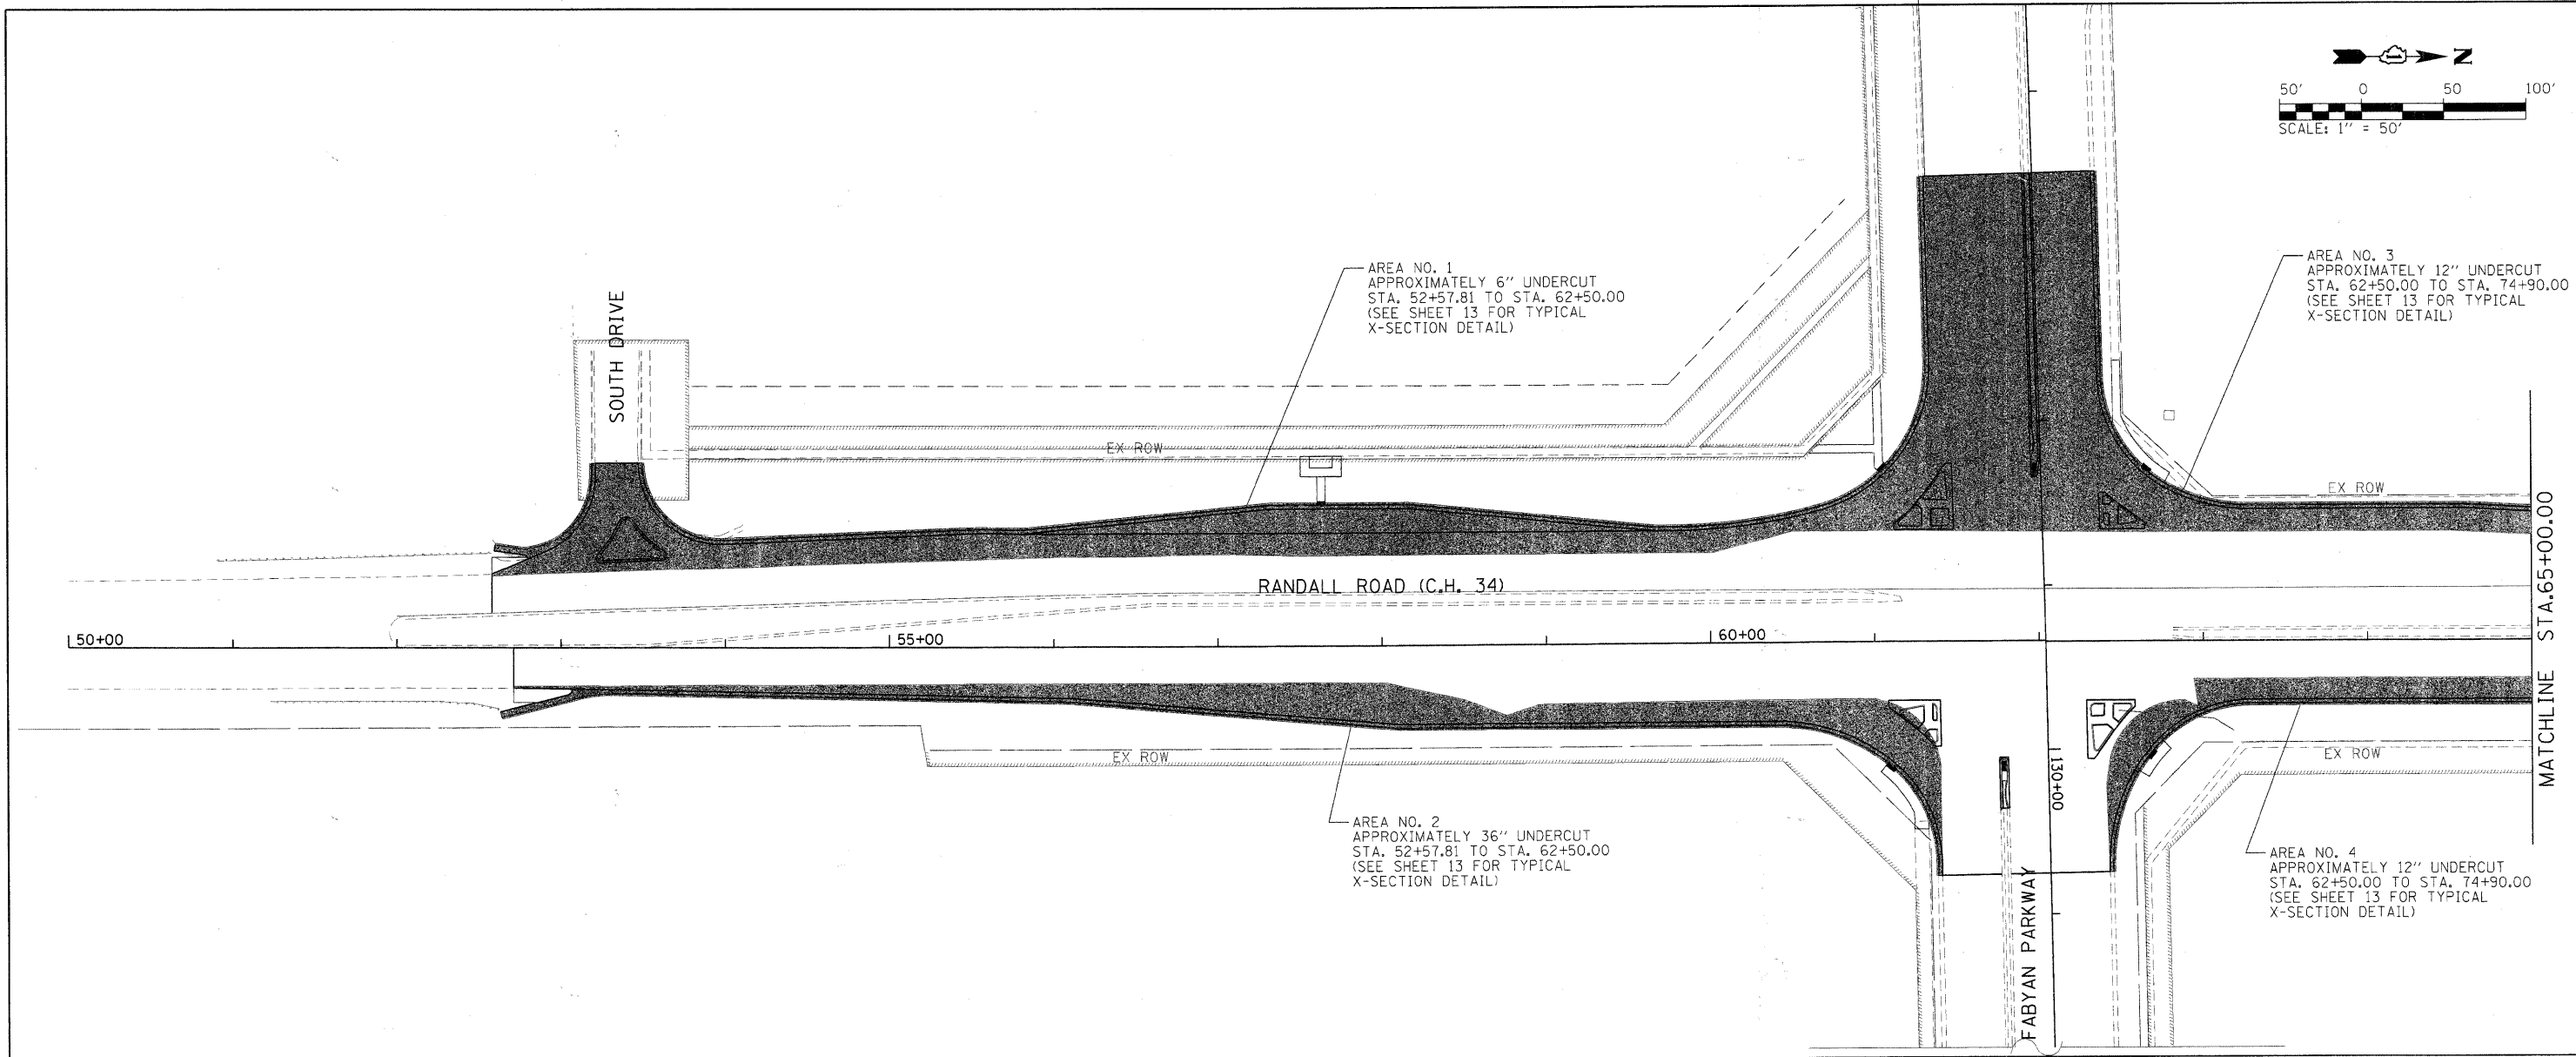 N
50' 0 50 100'
SCALE: 1" = 50'
AREA NO. 1
APPROXIMATELY 6" UNDERCUT
STA. 52+57.81 TO STA. 62+50.00
(SEE SHEET 13 FOR TYPICAL
X-SECTION DETAIL)
AREA NO. 3
APPROXIMATELY 12" UNDERCUT
STA. 62+50.00 TO STA. 74+90.00
(SEE SHEET 13 FOR TYPICAL
X-SECTION DETAIL)
SOUTH DRIVE
EX ROW
EX ROW
RANDALL ROAD (C.H. 34)
50+00
55+00
60+00
MATCHLINE STA.65+00.00
EX ROW
EX ROW
130+00
FABYAN PARKWAY
AREA NO. 2
APPROXIMATELY 36" UNDERCUT
STA. 52+57.81 TO STA. 62+50.00
(SEE SHEET 13 FOR TYPICAL
X-SECTION DETAIL)
AREA NO. 4
APPROXIMATELY 12" UNDERCUT
STA. 62+50.00 TO STA. 74+90.00
(SEE SHEET 13 FOR TYPICAL
X-SECTION DETAIL)